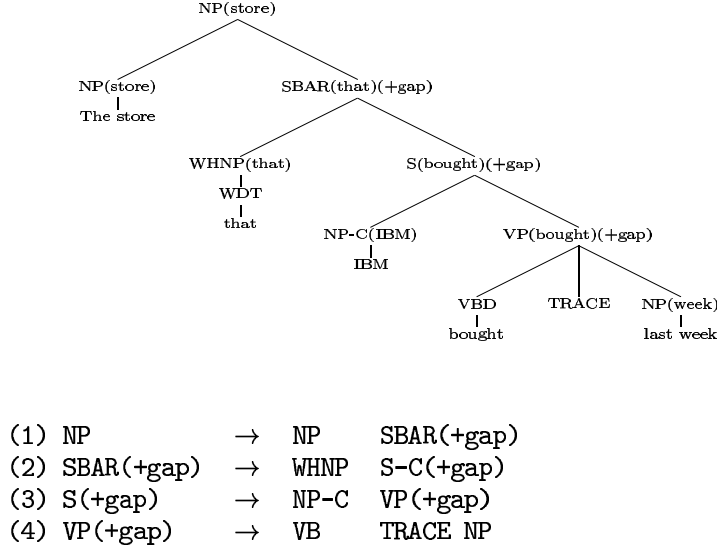 NP(store)
NP(store) SBAR(that)(+gap)
The store
WHNP(that) S(bought)(+gap)
WDT
that NP-C(IBM) VP(bought)(+gap)
IBM
VBD TRACE NP(week)
bought last week
(1) NP → NP SBAR(+gap)
(2) SBAR(+gap) → WHNP S-C(+gap)
(3) S(+gap) → NP-C VP(+gap)
(4) VP(+gap) → VB TRACE NP